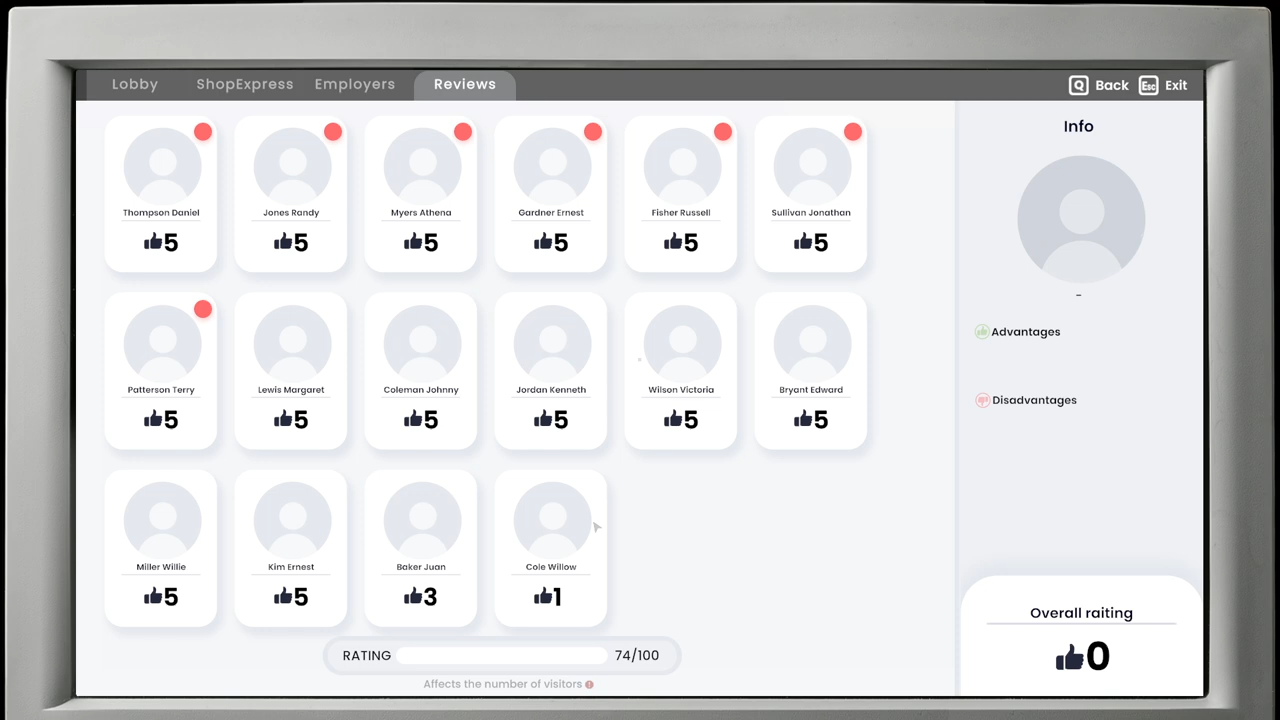 Lobby ShopExpress Employers Reviews Q Back Esc Exit
Thompson Daniel Jones Randy Myers Athena Gardner Ernest Fisher Russell Sullivan Jonathan
5 5 5 5 5 5
Patterson Terry Lewis Margaret Coleman Johnny Jordan Kenneth Wilson Victoria Bryant Edward
5 5 5 5 5 5
Miller Willie Kim Ernest Baker Juan Cole Willow
5 5 3 1
RATING 74/100
Affects the number of visitors
Info
-
Advantages
Disadvantages
Overall raiting
0